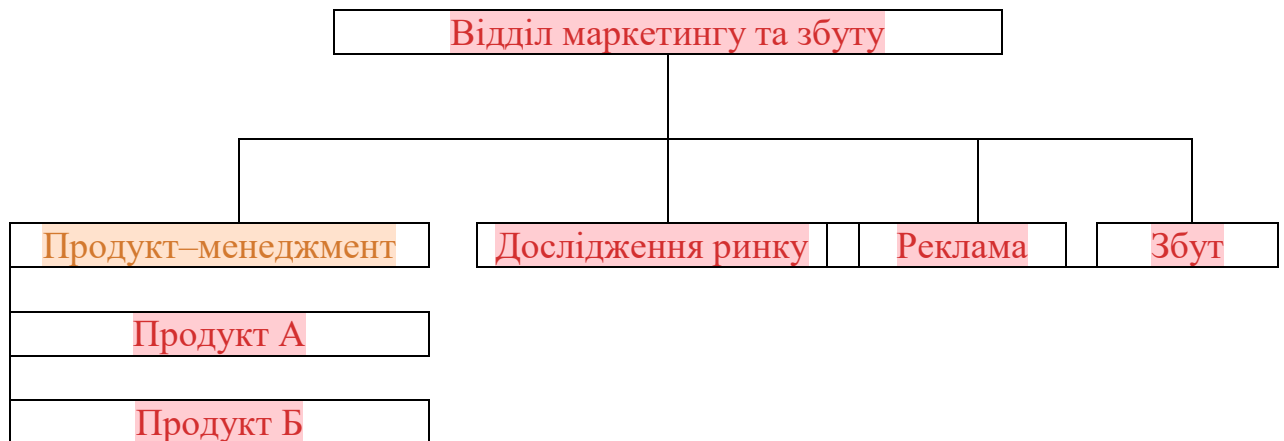 Відділ маркетингу та збуту
Продукт–менеджмент
Дослідження ринку
Реклама
Збут
Продукт А
Продукт Б